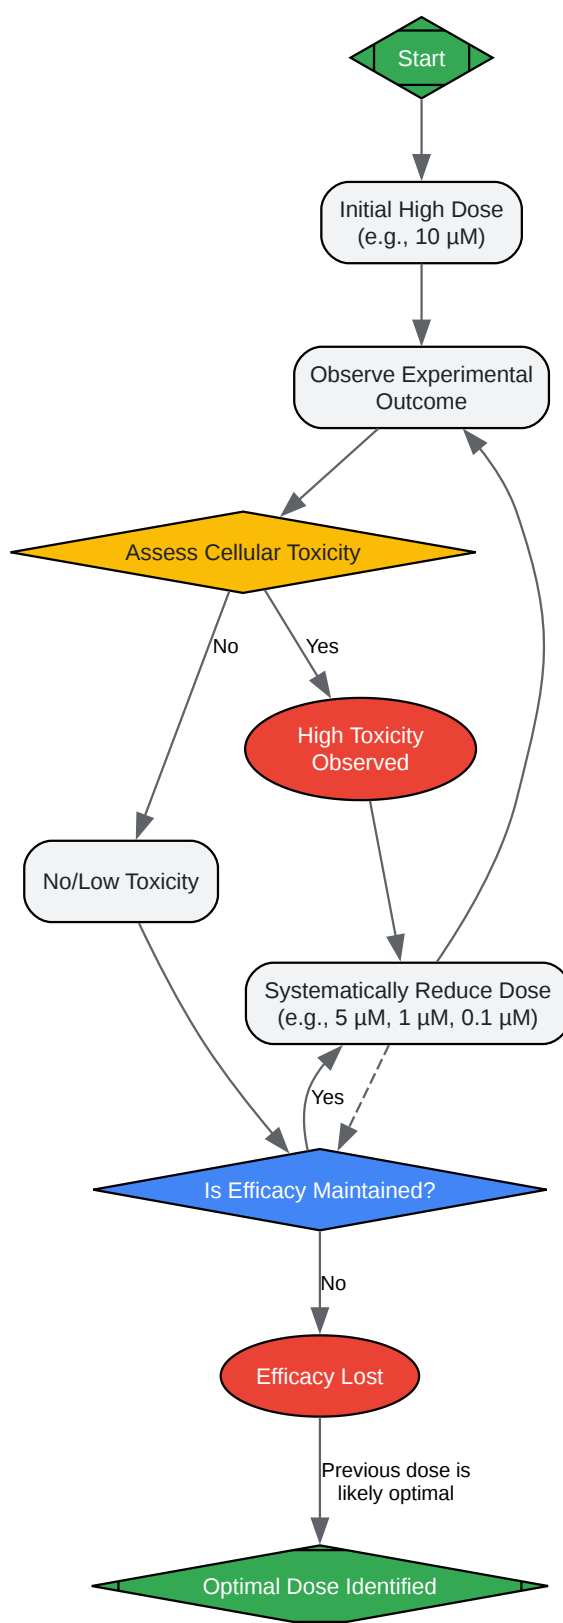 Start
Initial High Dose
(e.g., 10 µM)
Observe Experimental
Outcome
Assess Cellular Toxicity
No
Yes
High Toxicity
Observed
No/Low Toxicity
Systematically Reduce Dose
(e.g., 5 µM, 1 µM, 0.1 µM)
Yes
Is Efficacy Maintained?
No
Efficacy Lost
Previous dose is
likely optimal
Optimal Dose Identified